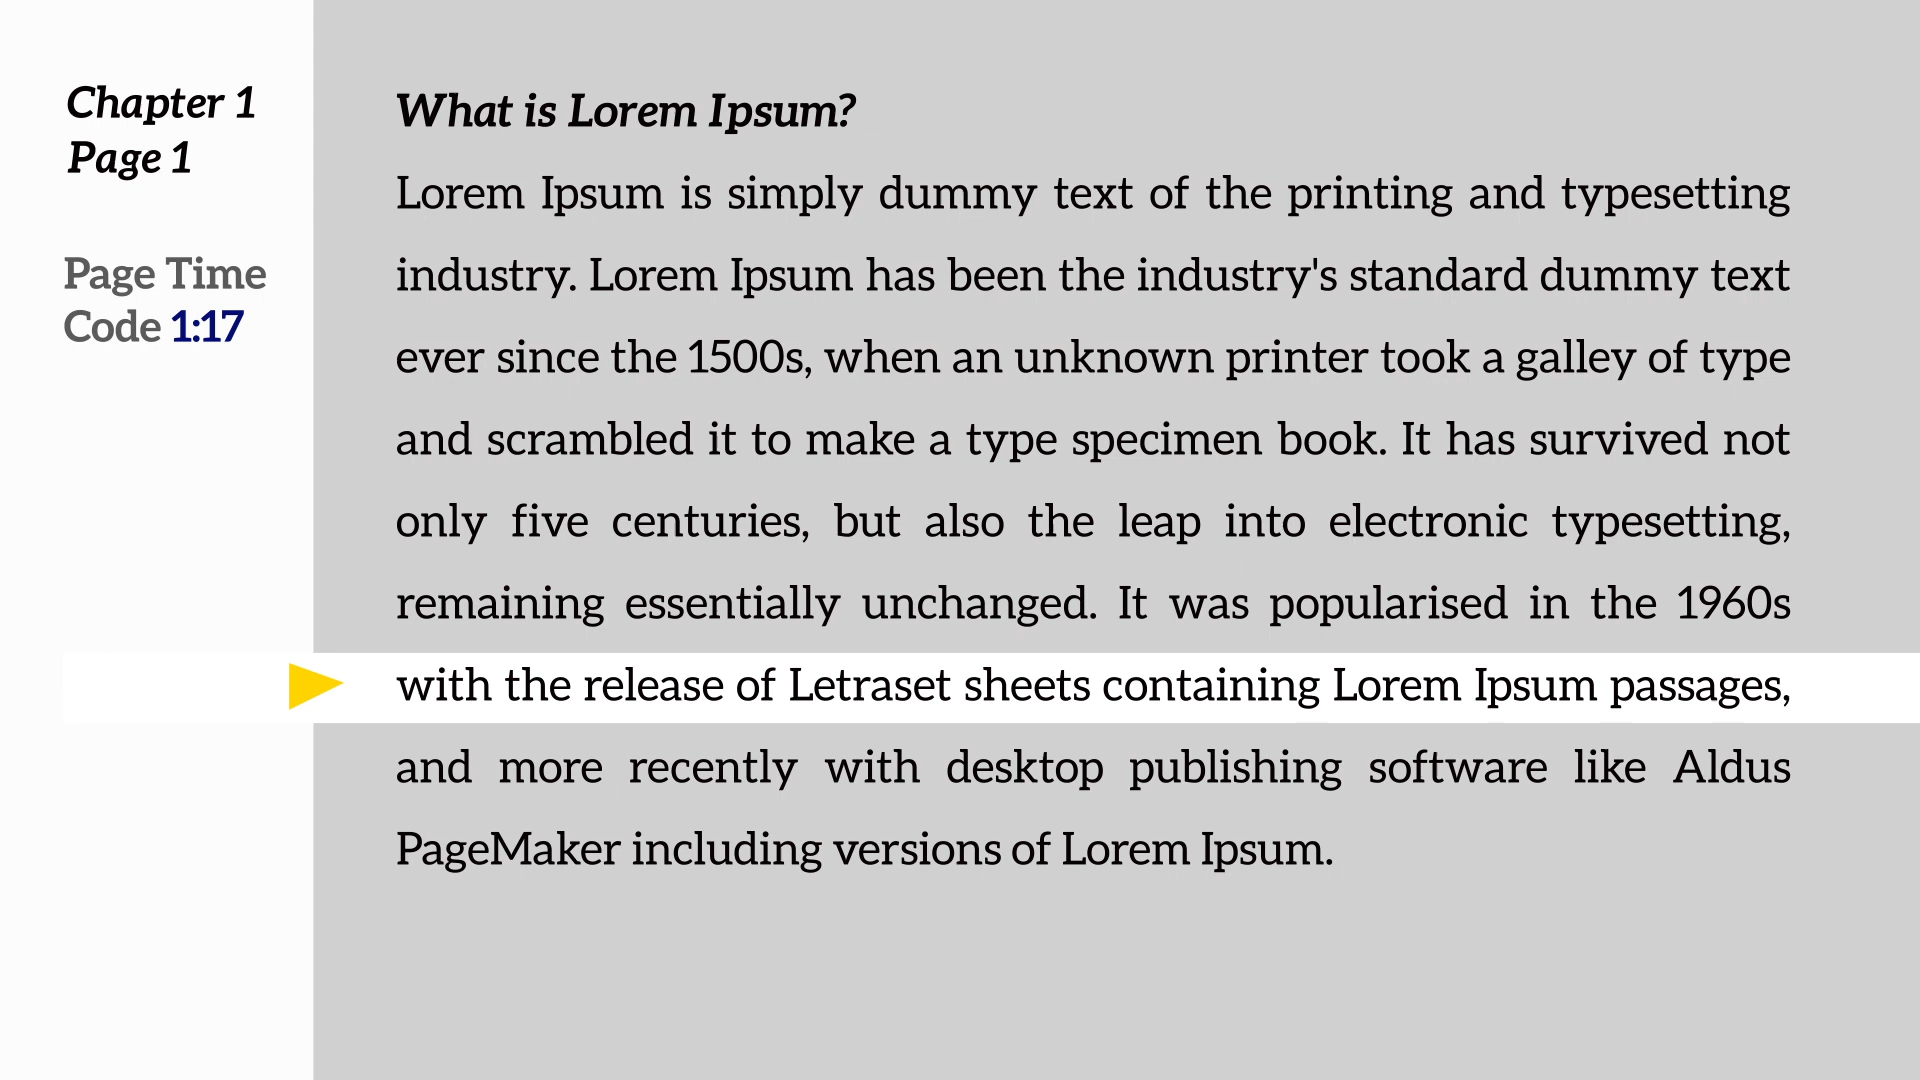 Chapter 1
Page 1
Page Time
Code 1:17
What is Lorem Ipsum?
Lorem Ipsum is simply dummy text of the printing and typesetting
industry. Lorem Ipsum has been the industry's standard dummy text
ever since the 1500s, when an unknown printer took a galley of type
and scrambled it to make a type specimen book. It has survived not
only five centuries, but also the leap into electronic typesetting,
remaining essentially unchanged. It was popularised in the 1960s
with the release of Letraset sheets containing Lorem Ipsum passages,
and more recently with desktop publishing software like Aldus
PageMaker including versions of Lorem Ipsum.